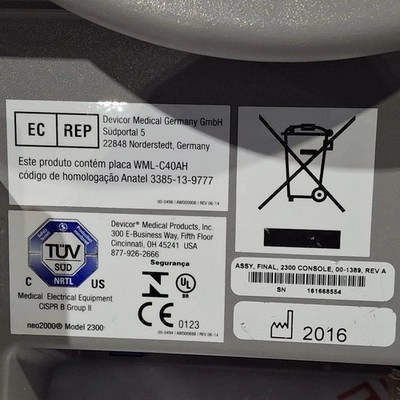 EC REP
Devicor Medical Germany GmbH
Südportal 5
22848 Norderstedt, Germany
Este produto contém placa WML-C40AH
código de homologação Anatel 3385-13-9777
Devicor® Medical Products, Inc.
300 E-Business Way, Fifth Floor
Cincinnati, OH 45241 USA
877-926-2666
TÜV
SÜD
NRTL
C US
Segurança
UL
BR
Medical Electrical Equipment
CISPR B Group II
CE 0123
neo2000® Model 2300
ASSY, FINAL, 2300 CONSOLE, 00-1389, REV A
SN 161668554
2016